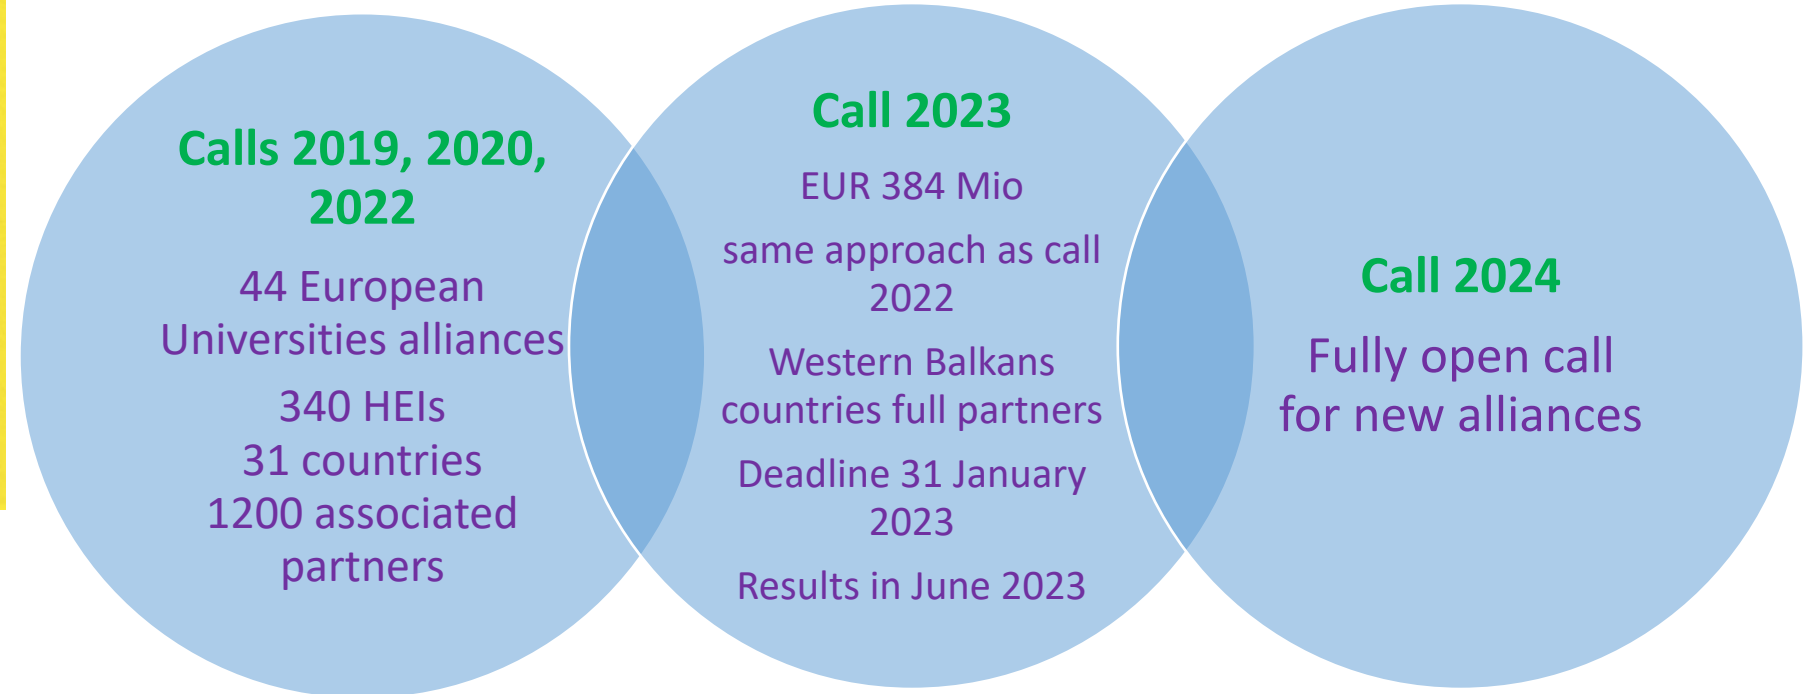 Calls 2019, 2020,
2022
44 European
Universities alliances
340 HEIs
31 countries
1200 associated
partners
Call 2023
EUR 384 Mio
same approach as call
2022
Western Balkans
countries full partners
Deadline 31 January
2023
Results in June 2023
Call 2024
Fully open call
for new alliances